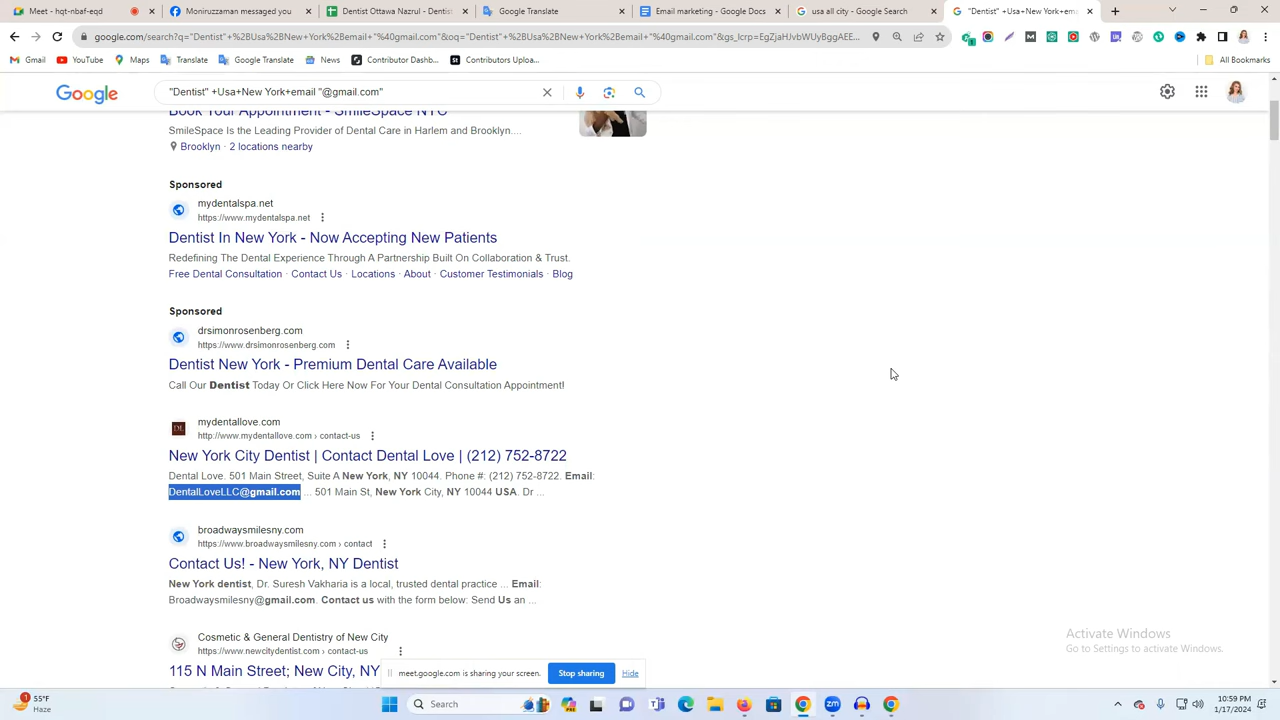 Meet - hqt-nbkf-edj
Moniruzzaman messaged you
Dentist Owneta Nazrul - Dentis
Google Translate
Email marketing - Google Docs
usa all city - Google Search
"Dentist" +Usa+New York+em
google.com/search?q="Dentist"+%2BUsa%2BNew+York%2Bemail+"%40gmail.com"&oq="Dentist"+%2BUsa%2BNew+York%2Bemail+"%40gmail.com"&gs_lcrp=EgZjaHJvbWUyBggAEE...
Gmail
YouTube
Maps
Translate
Google Translate
News
Contributor Dashb...
Contributors Uploa...
All Bookmarks
Google
"Dentist" +Usa+New York+email "@gmail.com"
Book Your Appointment - SmileSpace NYC
SmileSpace Is the Leading Provider of Dental Care in Harlem and Brooklyn....
Brooklyn · 2 locations nearby
Sponsored
mydentalspa.net
https://www.mydentalspa.net
Dentist In New York - Now Accepting New Patients
Redefining The Dental Experience Through A Partnership Built On Collaboration & Trust.
Free Dental Consultation · Contact Us · Locations · About · Customer Testimonials · Blog
Sponsored
drsimonrosenberg.com
https://www.drsimonrosenberg.com
Dentist New York - Premium Dental Care Available
Call Our Dentist Today Or Click Here Now For Your Dental Consultation Appointment!
DL
mydentallove.com
http://www.mydentallove.com › contact-us
New York City Dentist | Contact Dental Love | (212) 752-8722
Dental Love. 501 Main Street, Suite A New York, NY 10044. Phone #: (212) 752-8722. Email:
DentalLoveLLC@gmail.com ... 501 Main St, New York City, NY 10044 USA. Dr ...
broadwaysmilesny.com
https://www.broadwaysmilesny.com › contact
Contact Us! - New York, NY Dentist
New York dentist, Dr. Suresh Vakharia is a local, trusted dental practice ... Email:
Broadwaysmilesny@gmail.com. Contact us with the form below: Send Us an ...
Cosmetic & General Dentistry of New City
https://www.newcitydentist.com › contact-us
115 N Main Street; New City, NY
meet.google.com is sharing your screen.
Stop sharing
Hide
Activate Windows
Go to Settings to activate Windows.
1
55°F
Haze
Search
zm
10:59 PM
1/17/2024